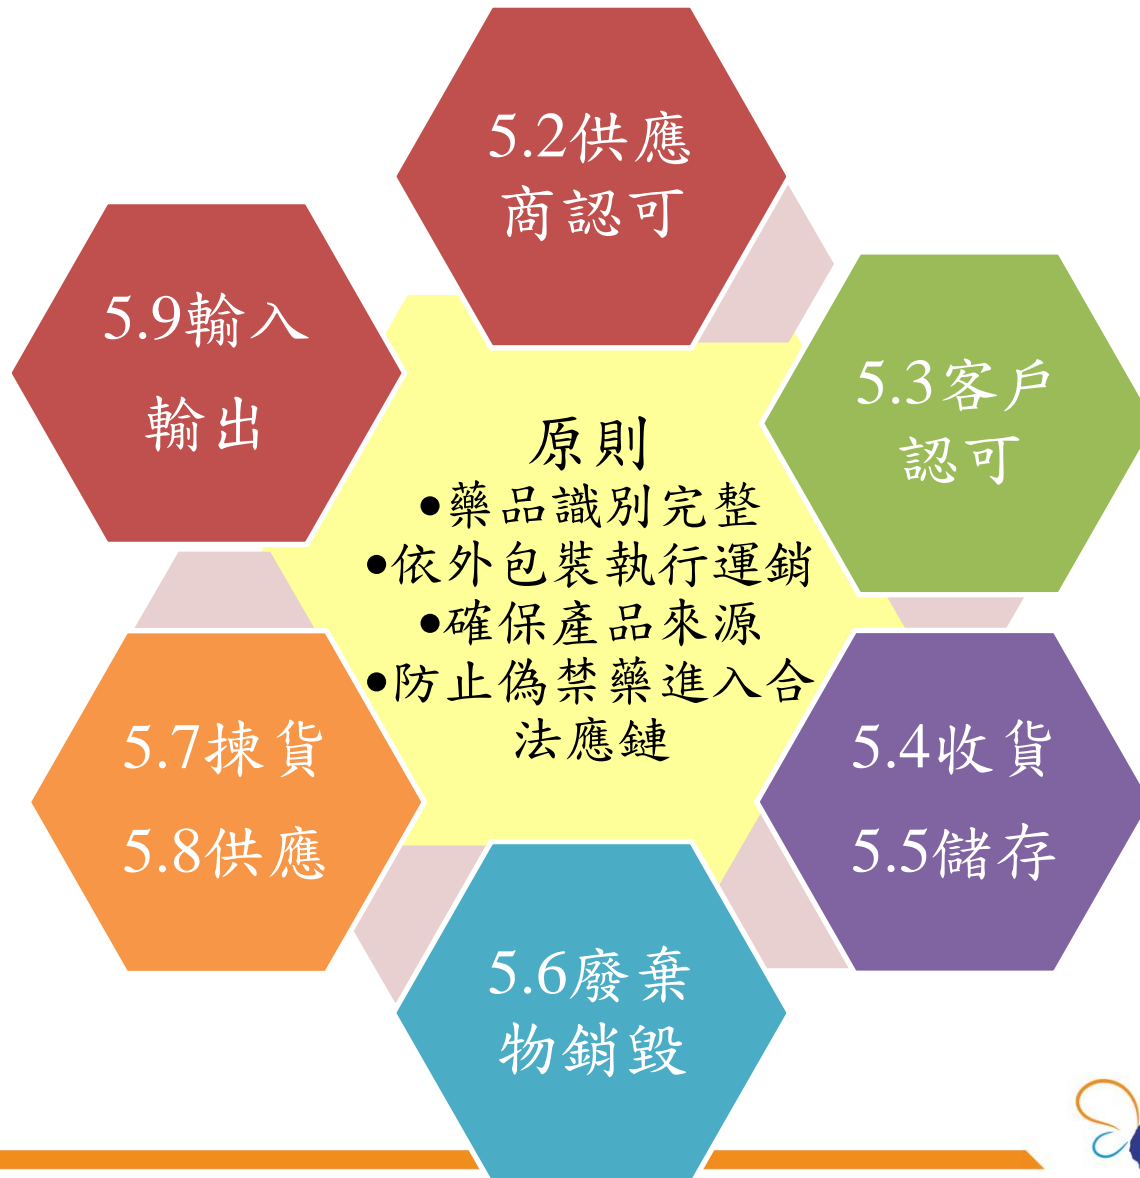 5.2供應
商認可
5.3客戶
認可
5.4收貨
5.5儲存
5.6廢棄
物銷毀
5.7揀貨
5.8供應
5.9輸入
輸出
原則
•藥品識別完整
•依外包裝執行運銷
•確保產品來源
•防止偽禁藥進入合
法應鏈